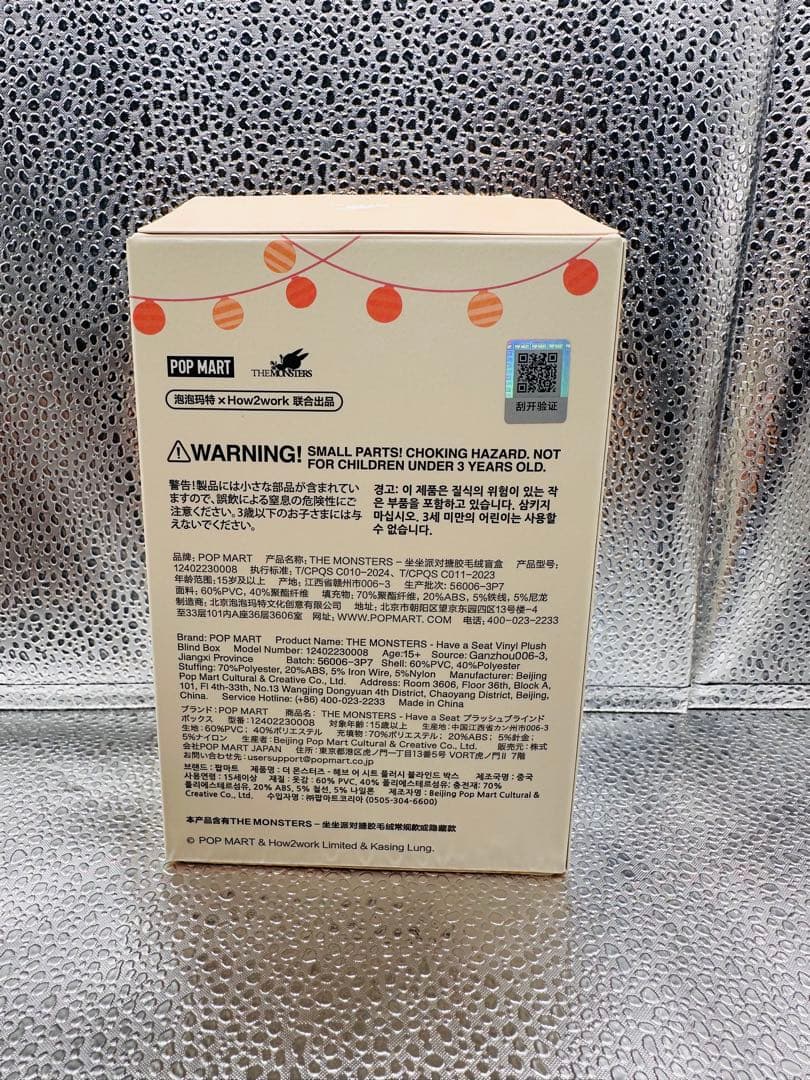 POP MART
THE MONSTERS
泡泡玛特×How2work 联合出品
刮开验证
WARNING! SMALL PARTS! CHOKING HAZARD. NOT
FOR CHILDREN UNDER 3 YEARS OLD.
警告!製品には小さな部品が含まれてい
ますので、誤飲による窒息の危険性にご
注意ください。3歳以下のお子さまには与
えないでください。
경고: 이 제품은 질식의 위험이 있는 작
은 부품을 포함하고 있습니다. 삼키지
마십시오. 3세 미만의 어린이는 사용할
수 없습니다.
品牌: POP MART 产品名称: THE MONSTERS – 坐坐派对搪胶毛绒盲盒 产品型号:
12402230008 执行标准: T/CPQS C010–2024、T/CPQS C011–2023
年龄范围: 15岁及以上 产地: 江西省赣州市006–3 生产批次: 56006–3P7
面料: 60%PVC, 40%聚酯纤维 填充物: 70%聚酯纤维, 20%ABS, 5%铁线, 5%尼龙
制造商: 北京泡泡玛特文化创意有限公司 地址: 北京市朝阳区望京东园四区13号楼–4
至33层101内A座36层3606室 网址: WWW.POPMART.COM 电话: 400–023–2233
Brand: POP MART Product Name: THE MONSTERS - Have a Seat Vinyl Plush
Blind Box Model Number: 12402230008 Age:15+ Source: Ganzhou006-3,
Jiangxi Province Batch: 56006-3P7 Shell: 60%PVC, 40%Polyester
Stuffing: 70%Polyester, 20%ABS, 5% Iron Wire, 5%Nylon Manufacturer: Beijing
Pop Mart Cultural & Creative Co., Ltd. Address: Room 3606, Floor 36th, Block A,
101, Fl 4th-33th, No.13 Wangjing Dongyuan 4th District, Chaoyang District, Beijing,
China. Service Hotline: (+86) 400-023-2233 Made in China
ブランド: POP MART 商品名: THE MONSTERS - Have a Seat プラッシュブラインド
ボックス 型番: 12402230008 対象年齢: 15歳以上 生産地: 中国江西省カン州市006-3
生地: 60%PVC; 40%ポリエステル 充填物: 70%ポリエステル; 20%ABS; 5%針金;
5%ナイロン 生産者: Beijing Pop Mart Cultural & Creative Co., Ltd. 販売元: 株式
会社POP MART JAPAN 住所: 東京都港区虎ノ門一丁目13番5号 VORT虎ノ門II 7階
お問い合わせ先: usersupport@popmart.co.jp
브랜드: 팝마트 제품명: 더 몬스터즈 - 헤브 어 시트 플러시 블라인드 박스 제조국명: 중국
사용연령: 15세이상 재질: 옷감: 60% PVC, 40% 폴리에스테르섬유; 충전재: 70%
폴리에스테르섬유, 20% ABS, 5% 철선, 5% 나일론 제조자명: Beijing Pop Mart Cultural &
Creative Co., Ltd. 수입자명: ㈜팝마트코리아 (0505-304-6600)
本产品含有THE MONSTERS – 坐坐派对搪胶毛绒常规款或隐藏款
© POP MART & How2work Limited & Kasing Lung.